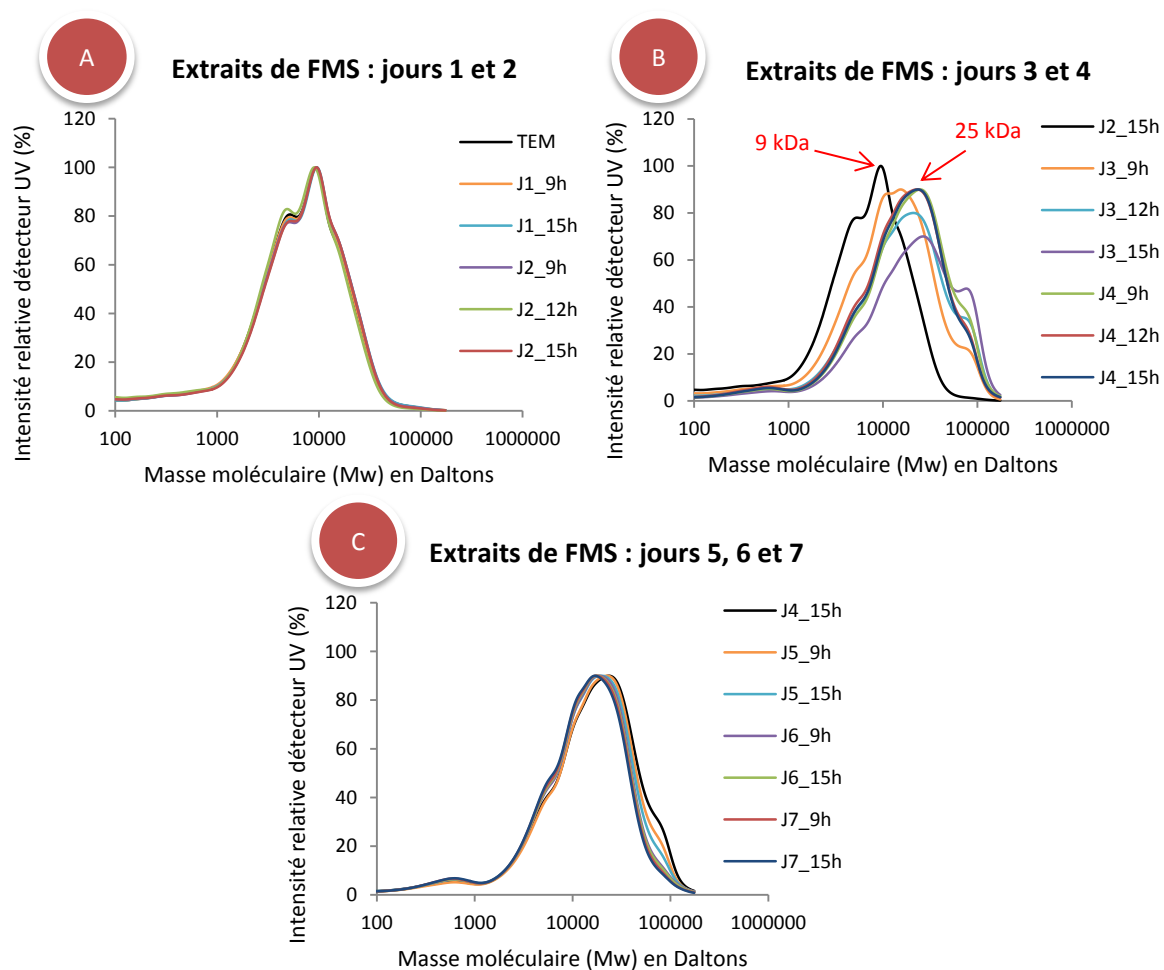 A
Extraits de FMS : jours 1 et 2
Intensité relative détecteur UV (%)
120
100
80
60
40
20
0
100
1000
10000
100000
1000000
Masse moléculaire (Mw) en Daltons
TEM
J1_9h
J1_15h
J2_9h
J2_12h
J2_15h
B
Extraits de FMS : jours 3 et 4
Intensité relative détecteur UV (%)
120
100
80
60
40
20
0
100
1000
10000
100000
1000000
Masse moléculaire (Mw) en Daltons
9 kDa
25 kDa
J2_15h
J3_9h
J3_12h
J3_15h
J4_9h
J4_12h
J4_15h
C
Extraits de FMS : jours 5, 6 et 7
Intensité relative détecteur UV (%)
120
100
80
60
40
20
0
100
1000
10000
100000
1000000
Masse moléculaire (Mw) en Daltons
J4_15h
J5_9h
J5_15h
J6_9h
J6_15h
J7_9h
J7_15h